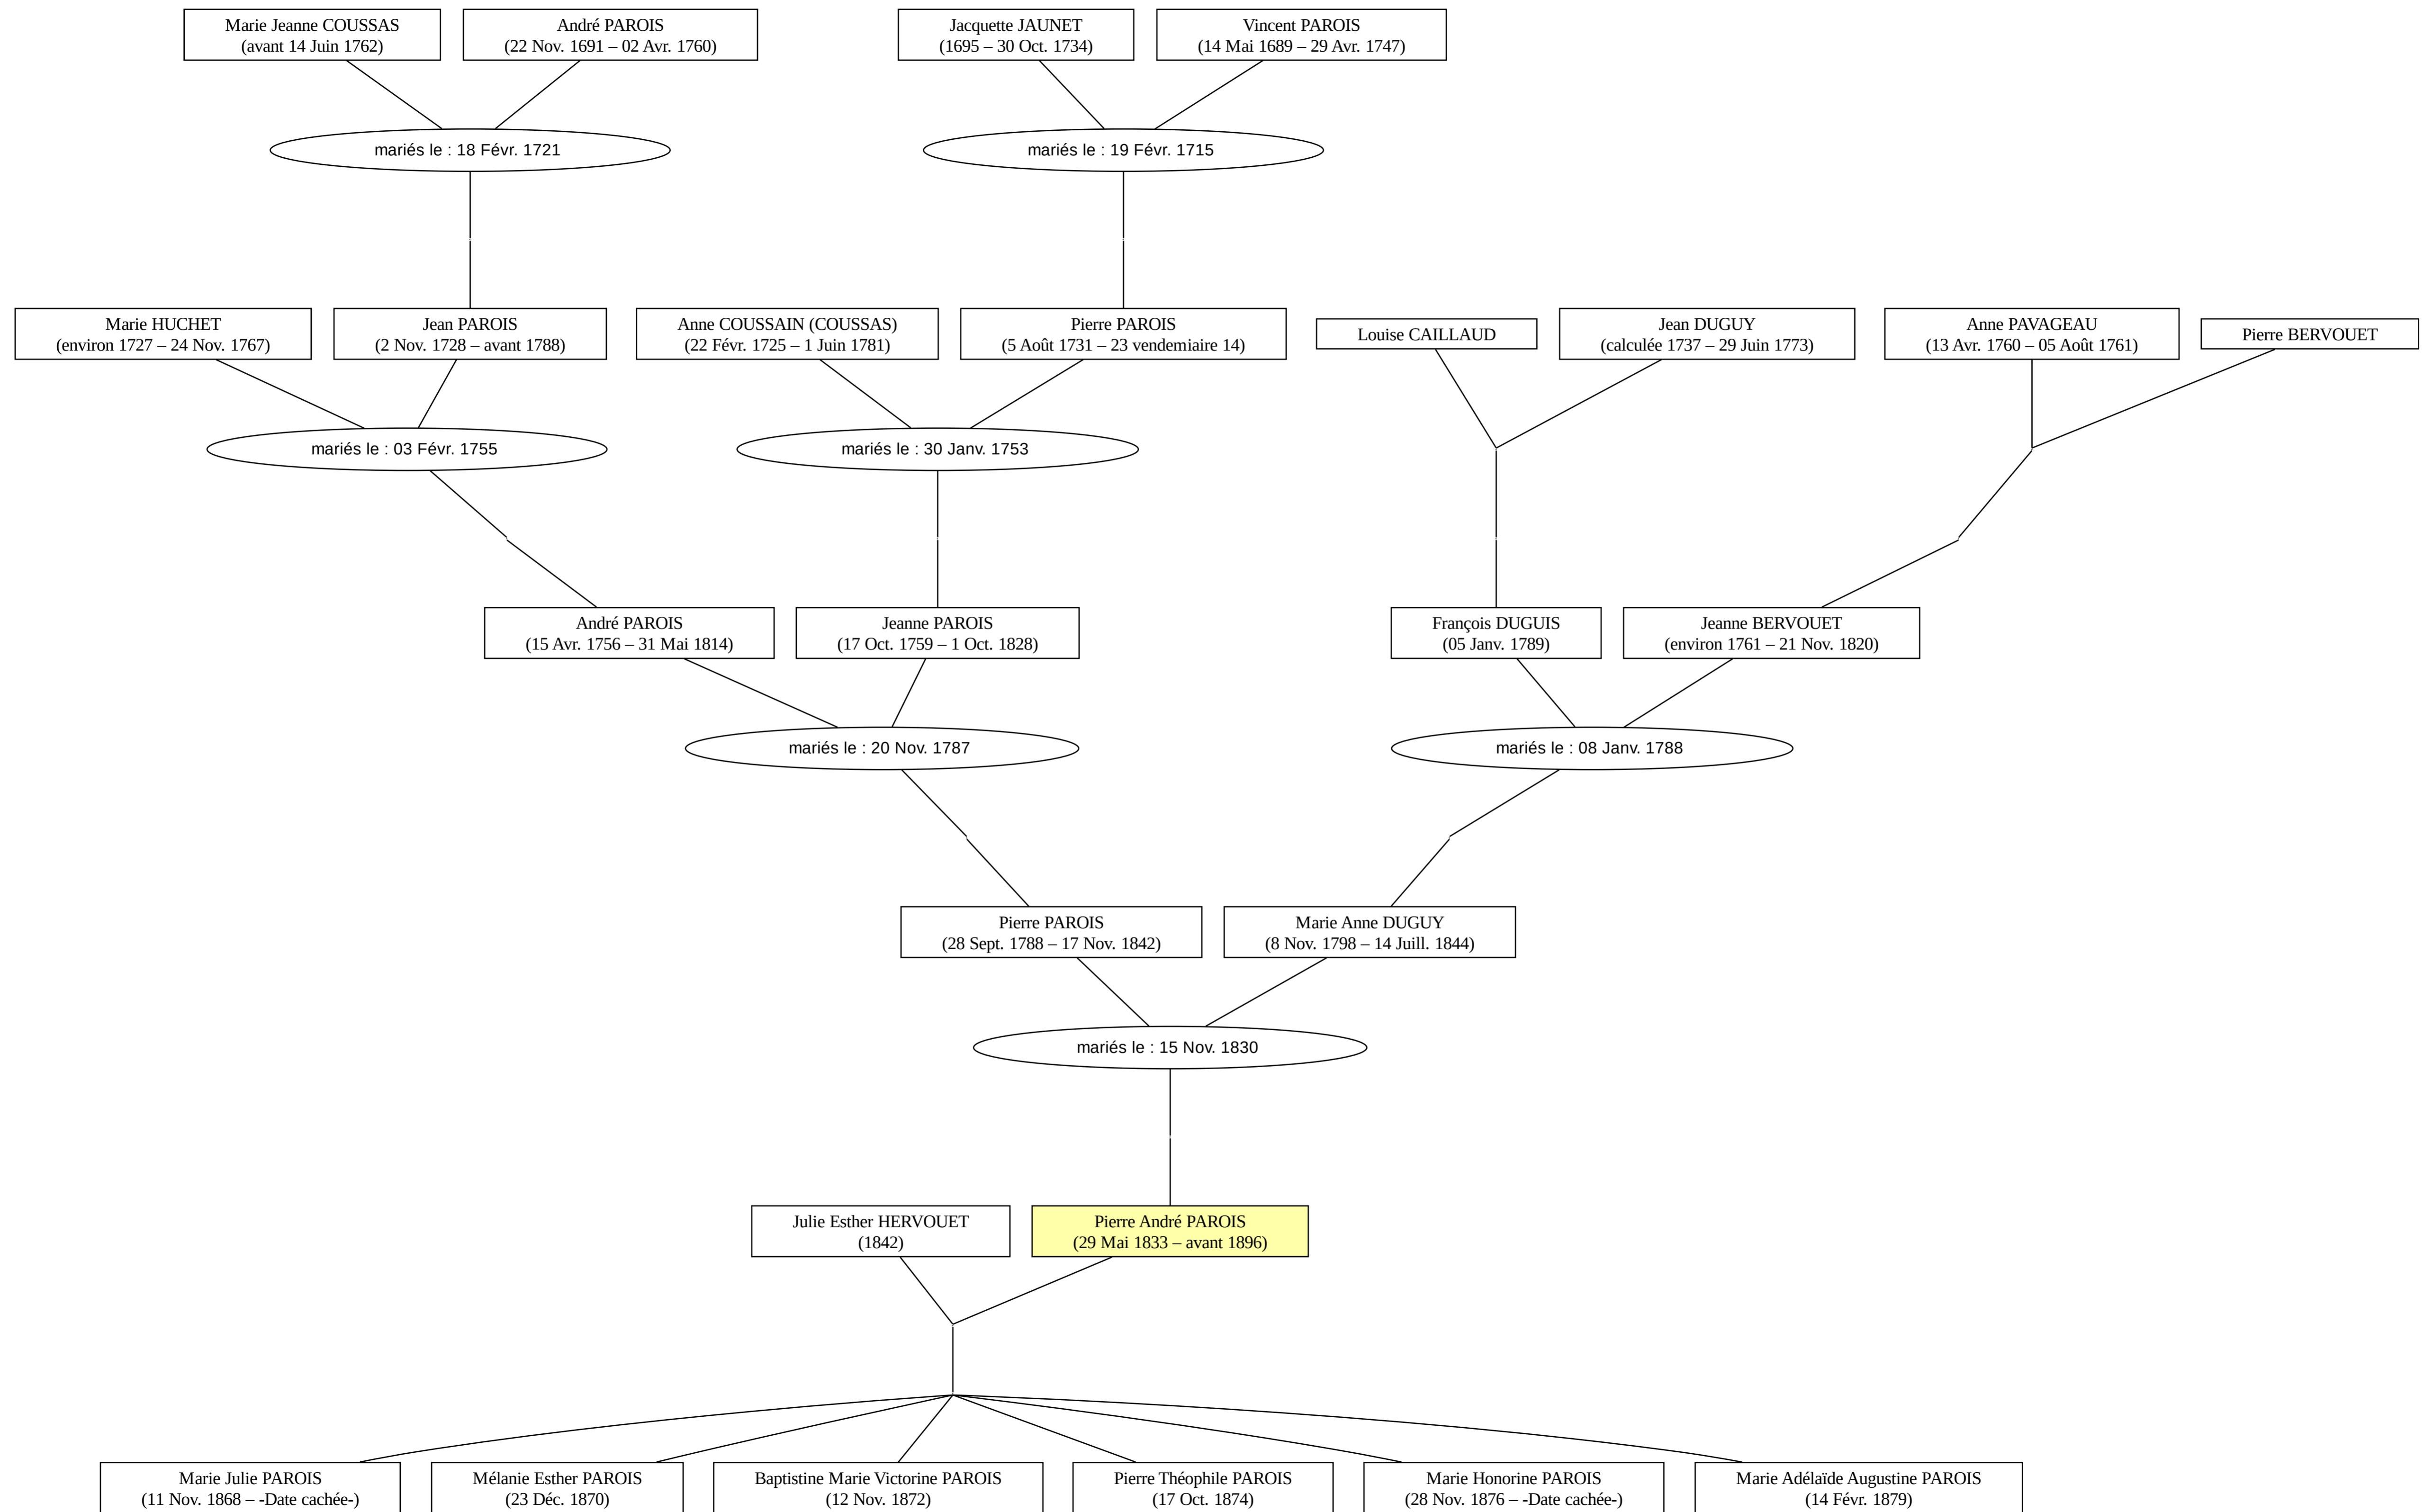 Marie Jeanne COUSSAS
(avant 14 Juin 1762)
André PAROIS
(22 Nov. 1691 – 02 Avr. 1760)
Jacquette JAUNET
(1695 – 30 Oct. 1734)
Vincent PAROIS
(14 Mai 1689 – 29 Avr. 1747)
mariés le : 18 Févr. 1721
mariés le : 19 Févr. 1715
Marie HUCHET
(environ 1727 – 24 Nov. 1767)
Jean PAROIS
(2 Nov. 1728 – avant 1788)
Anne COUSSAIN (COUSSAS)
(22 Févr. 1725 – 1 Juin 1781)
Pierre PAROIS
(5 Août 1731 – 23 vendemiaire 14)
Louise CAILLAUD
Jean DUGUY
(calculée 1737 – 29 Juin 1773)
Anne PAVAGEAU
(13 Avr. 1760 – 05 Août 1761)
Pierre BERVOUET
mariés le : 03 Févr. 1755
mariés le : 30 Janv. 1753
André PAROIS
(15 Avr. 1756 – 31 Mai 1814)
Jeanne PAROIS
(17 Oct. 1759 – 1 Oct. 1828)
François DUGUIS
(05 Janv. 1789)
Jeanne BERVOUET
(environ 1761 – 21 Nov. 1820)
mariés le : 20 Nov. 1787
mariés le : 08 Janv. 1788
Pierre PAROIS
(28 Sept. 1788 – 17 Nov. 1842)
Marie Anne DUGUY
(8 Nov. 1798 – 14 Juill. 1844)
mariés le : 15 Nov. 1830
Julie Esther HERVOUET
(1842)
Pierre André PAROIS
(29 Mai 1833 – avant 1896)
Marie Julie PAROIS
(11 Nov. 1868 – -Date cachée-)
Mélanie Esther PAROIS
(23 Déc. 1870)
Baptistine Marie Victorine PAROIS
(12 Nov. 1872)
Pierre Théophile PAROIS
(17 Oct. 1874)
Marie Honorine PAROIS
(28 Nov. 1876 – -Date cachée-)
Marie Adélaïde Augustine PAROIS
(14 Févr. 1879)